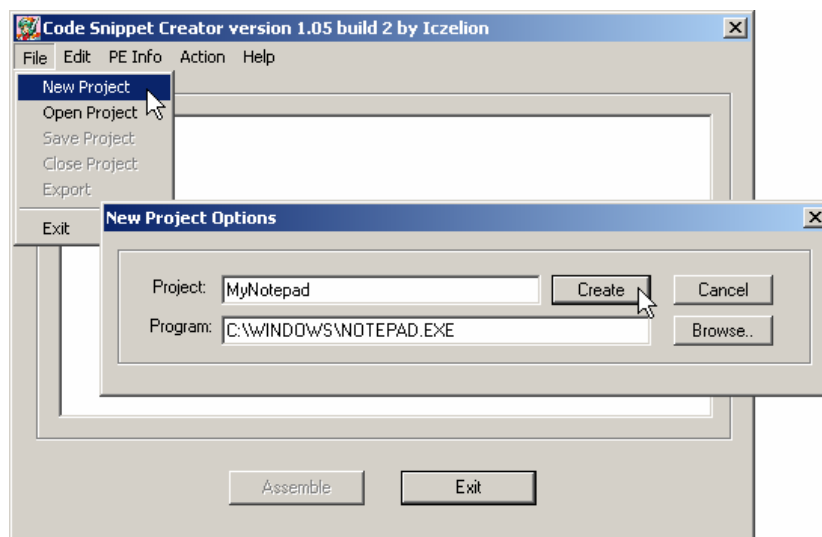 Code Snippet Creator version 1.05 build 2 by Iczelion
File Edit PE Info Action Help
New Project
Open Project
Save Project
Close Project
Export
Exit
New Project Options
Project: MyNotepad Create Cancel
Program: C:\WINDOWS\NOTEPAD.EXE Browse..
Assemble Exit